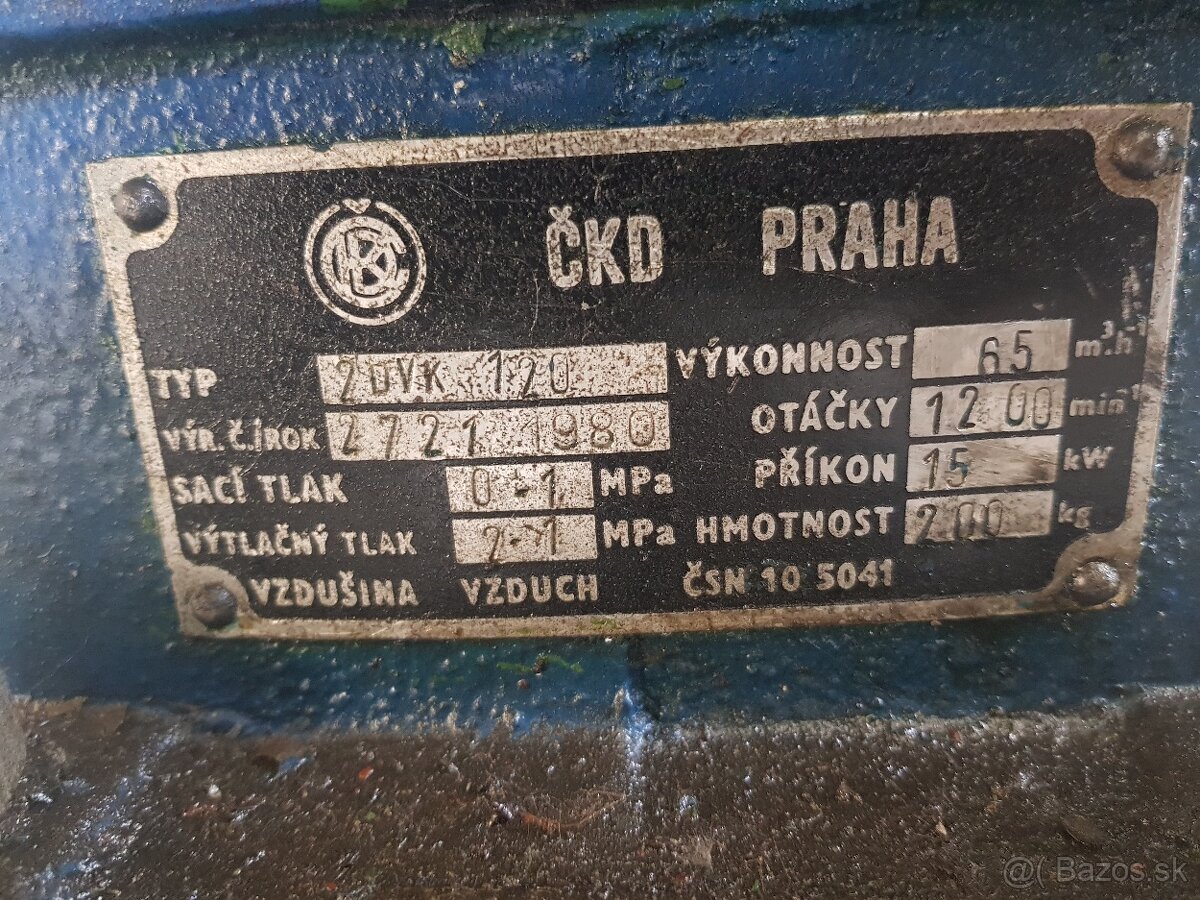 ČKD PRAHA
TYP 2DVK 120
VÝR. Č./ROK 2721 1980
SACÍ TLAK 0-1 MPa
VÝTLAČNÝ TLAK 2-1 MPa
VZDUŠINA VZDUCH
VÝKONNOST 65 m³.h⁻¹
OTÁČKY 1200 min⁻¹
PŘÍKON 15 kW
HMOTNOST 200 kg
ČSN 10 5041
@( Bazos.sk